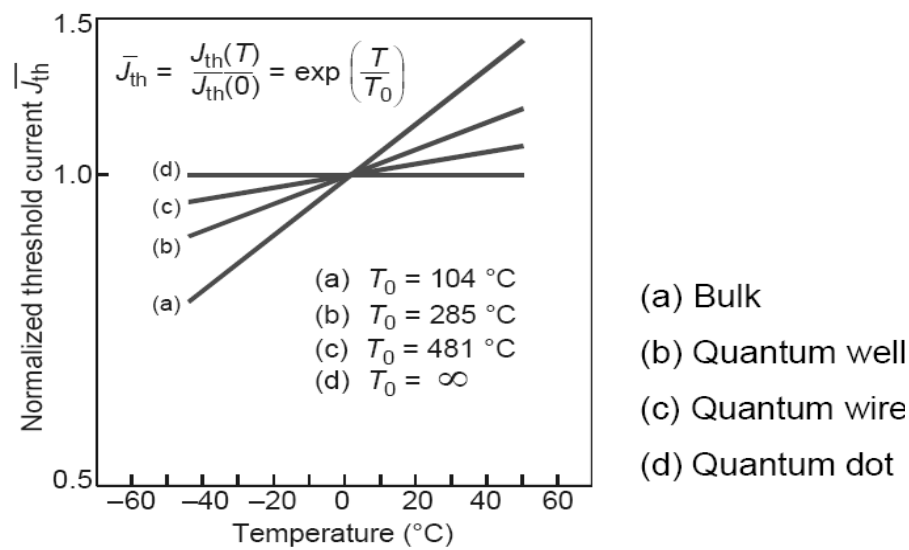 1.5
J̅th = Jth(T) / Jth(0) = exp (T / T0)
Normalized threshold current J̅th
1.0
(d)
(c)
(b)
(a)
(a) T0 = 104 °C
(b) T0 = 285 °C
(c) T0 = 481 °C
(d) T0 = ∞
0.5
–60 –40 –20 0 20 40 60
Temperature (°C)
(a) Bulk
(b) Quantum well
(c) Quantum wire
(d) Quantum dot